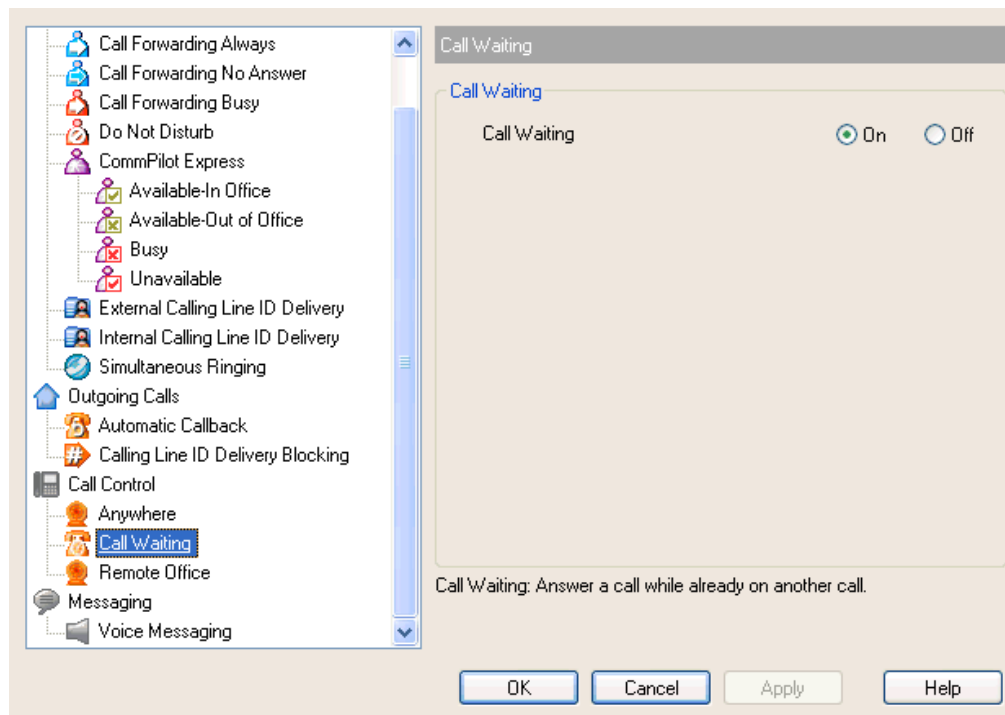 Call Forwarding Always
Call Forwarding No Answer
Call Forwarding Busy
Do Not Disturb
CommPilot Express
Available-In Office
Available-Out of Office
Busy
Unavailable
External Calling Line ID Delivery
Internal Calling Line ID Delivery
Simultaneous Ringing
Outgoing Calls
Automatic Callback
Calling Line ID Delivery Blocking
Call Control
Anywhere
Call Waiting
Remote Office
Messaging
Voice Messaging
Call Waiting
Call Waiting
Call Waiting On Off
Call Waiting: Answer a call while already on another call.
OK Cancel Apply Help